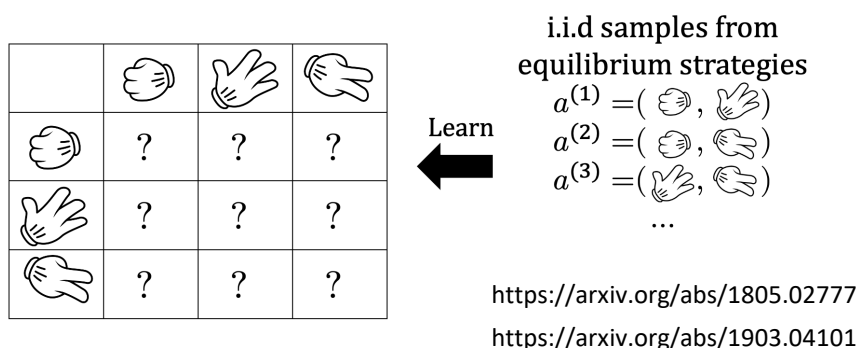 i.i.d samples from
equilibrium strategies
a^(1) =( , )
a^(2) =( , )
a^(3) =( , )
...
Learn
? ? ?
? ? ?
? ? ?
https://arxiv.org/abs/1805.02777
https://arxiv.org/abs/1903.04101